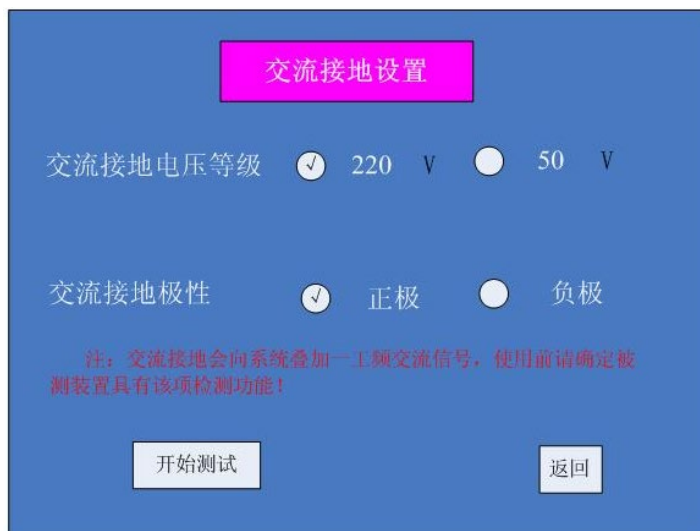 交流接地设置
交流接地电压等级 √ 220 V 50 V
交流接地极性 √ 正极 负极
注：交流接地会向系统叠加一工频交流信号，使用前请确定被
测装置具有该项检测功能！
开始测试 返回